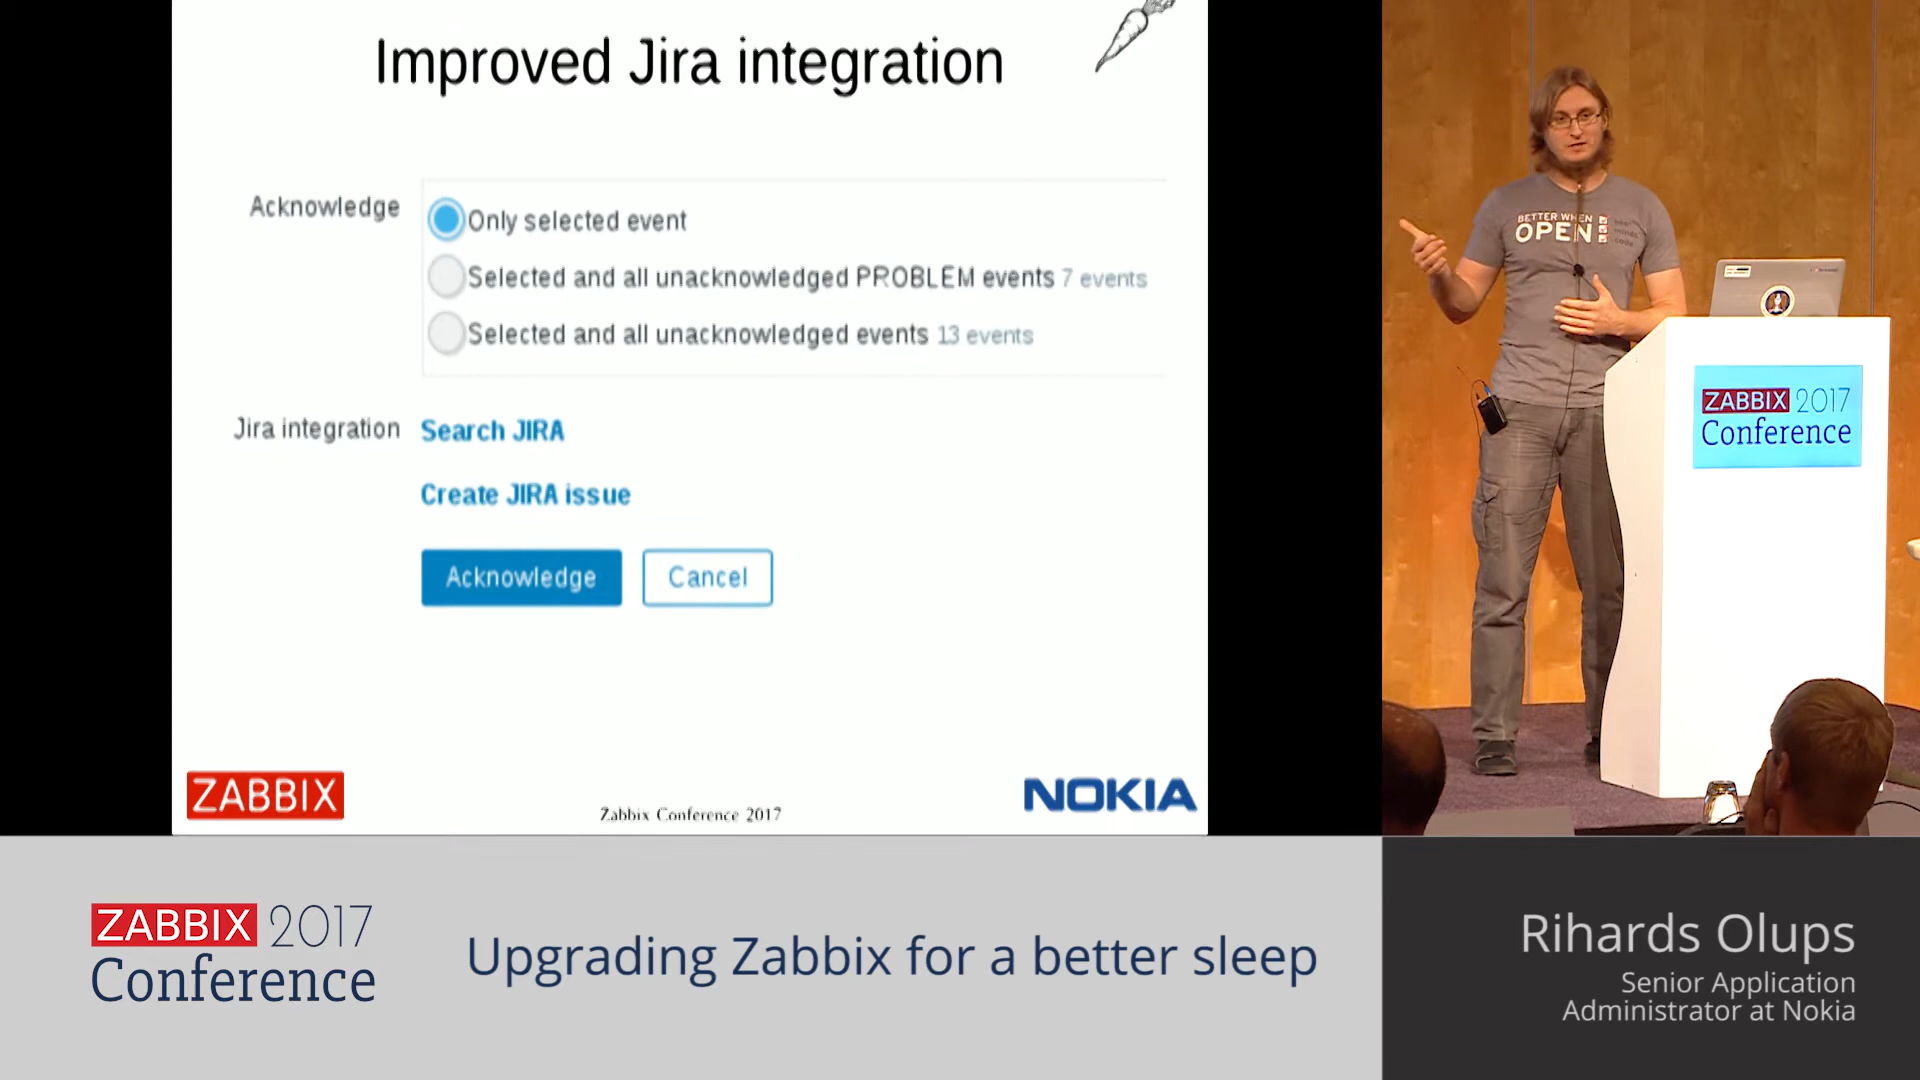 Improved Jira integration
Acknowledge
Only selected event
Selected and all unacknowledged PROBLEM events 7 events
Selected and all unacknowledged events 13 events
Jira integration
Search JIRA
Create JIRA issue
Acknowledge
Cancel
ZABBIX
Zabbix Conference 2017
NOKIA
BETTER WHEN
OPEN
ZABBIX 2017
Conference
ZABBIX 2017
Conference
Upgrading Zabbix for a better sleep
Rihards Olups
Senior Application
Administrator at Nokia